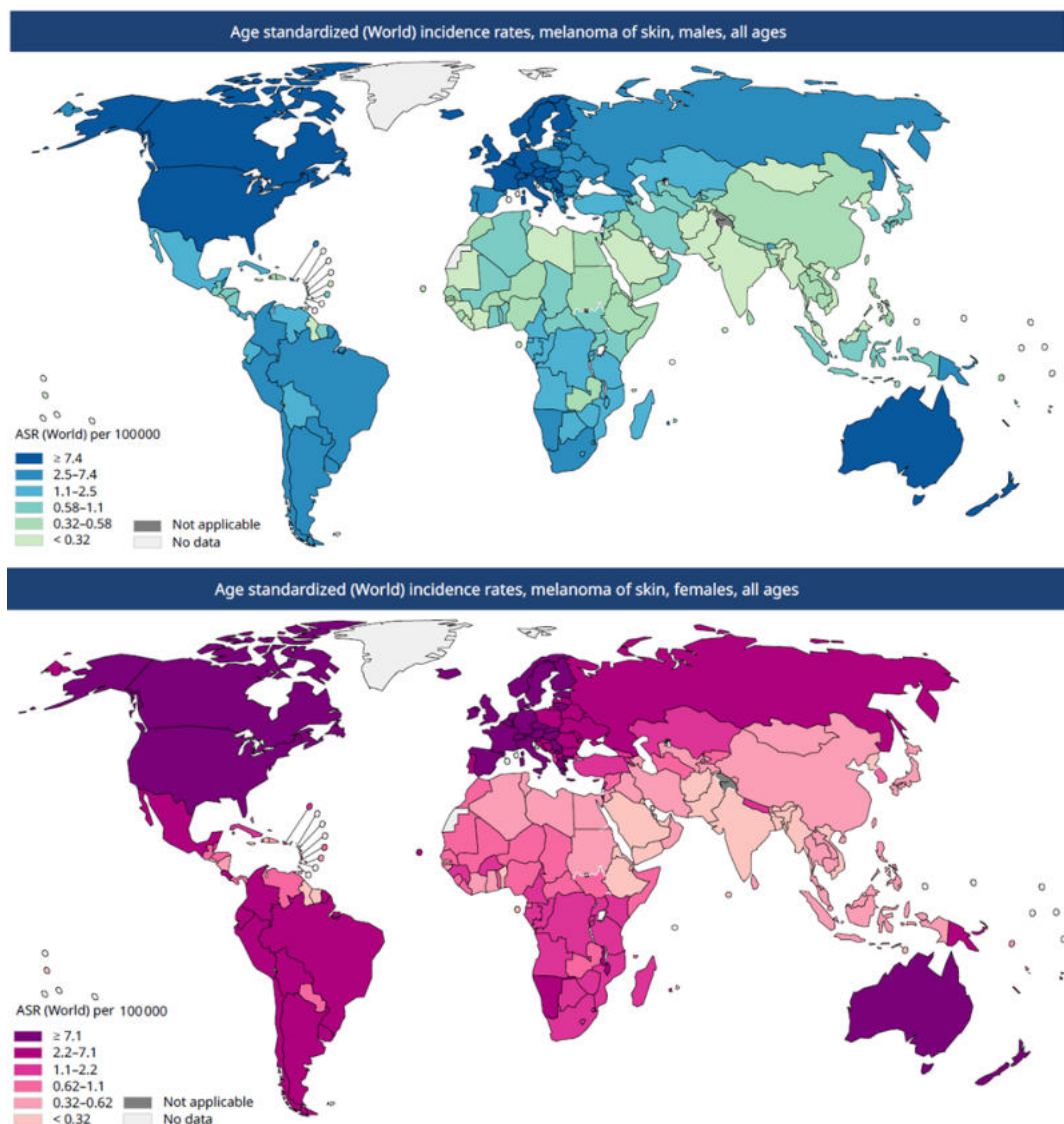 Age standardized (World) incidence rates, melanoma of skin, males, all ages
ASR (World) per 100 000
≥ 7.4
2.5–7.4
1.1–2.5
0.58–1.1
0.32–0.58
< 0.32
Not applicable
No data
Age standardized (World) incidence rates, melanoma of skin, females, all ages
ASR (World) per 100 000
≥ 7.1
2.2–7.1
1.1–2.2
0.62–1.1
0.32–0.62
< 0.32
Not applicable
No data